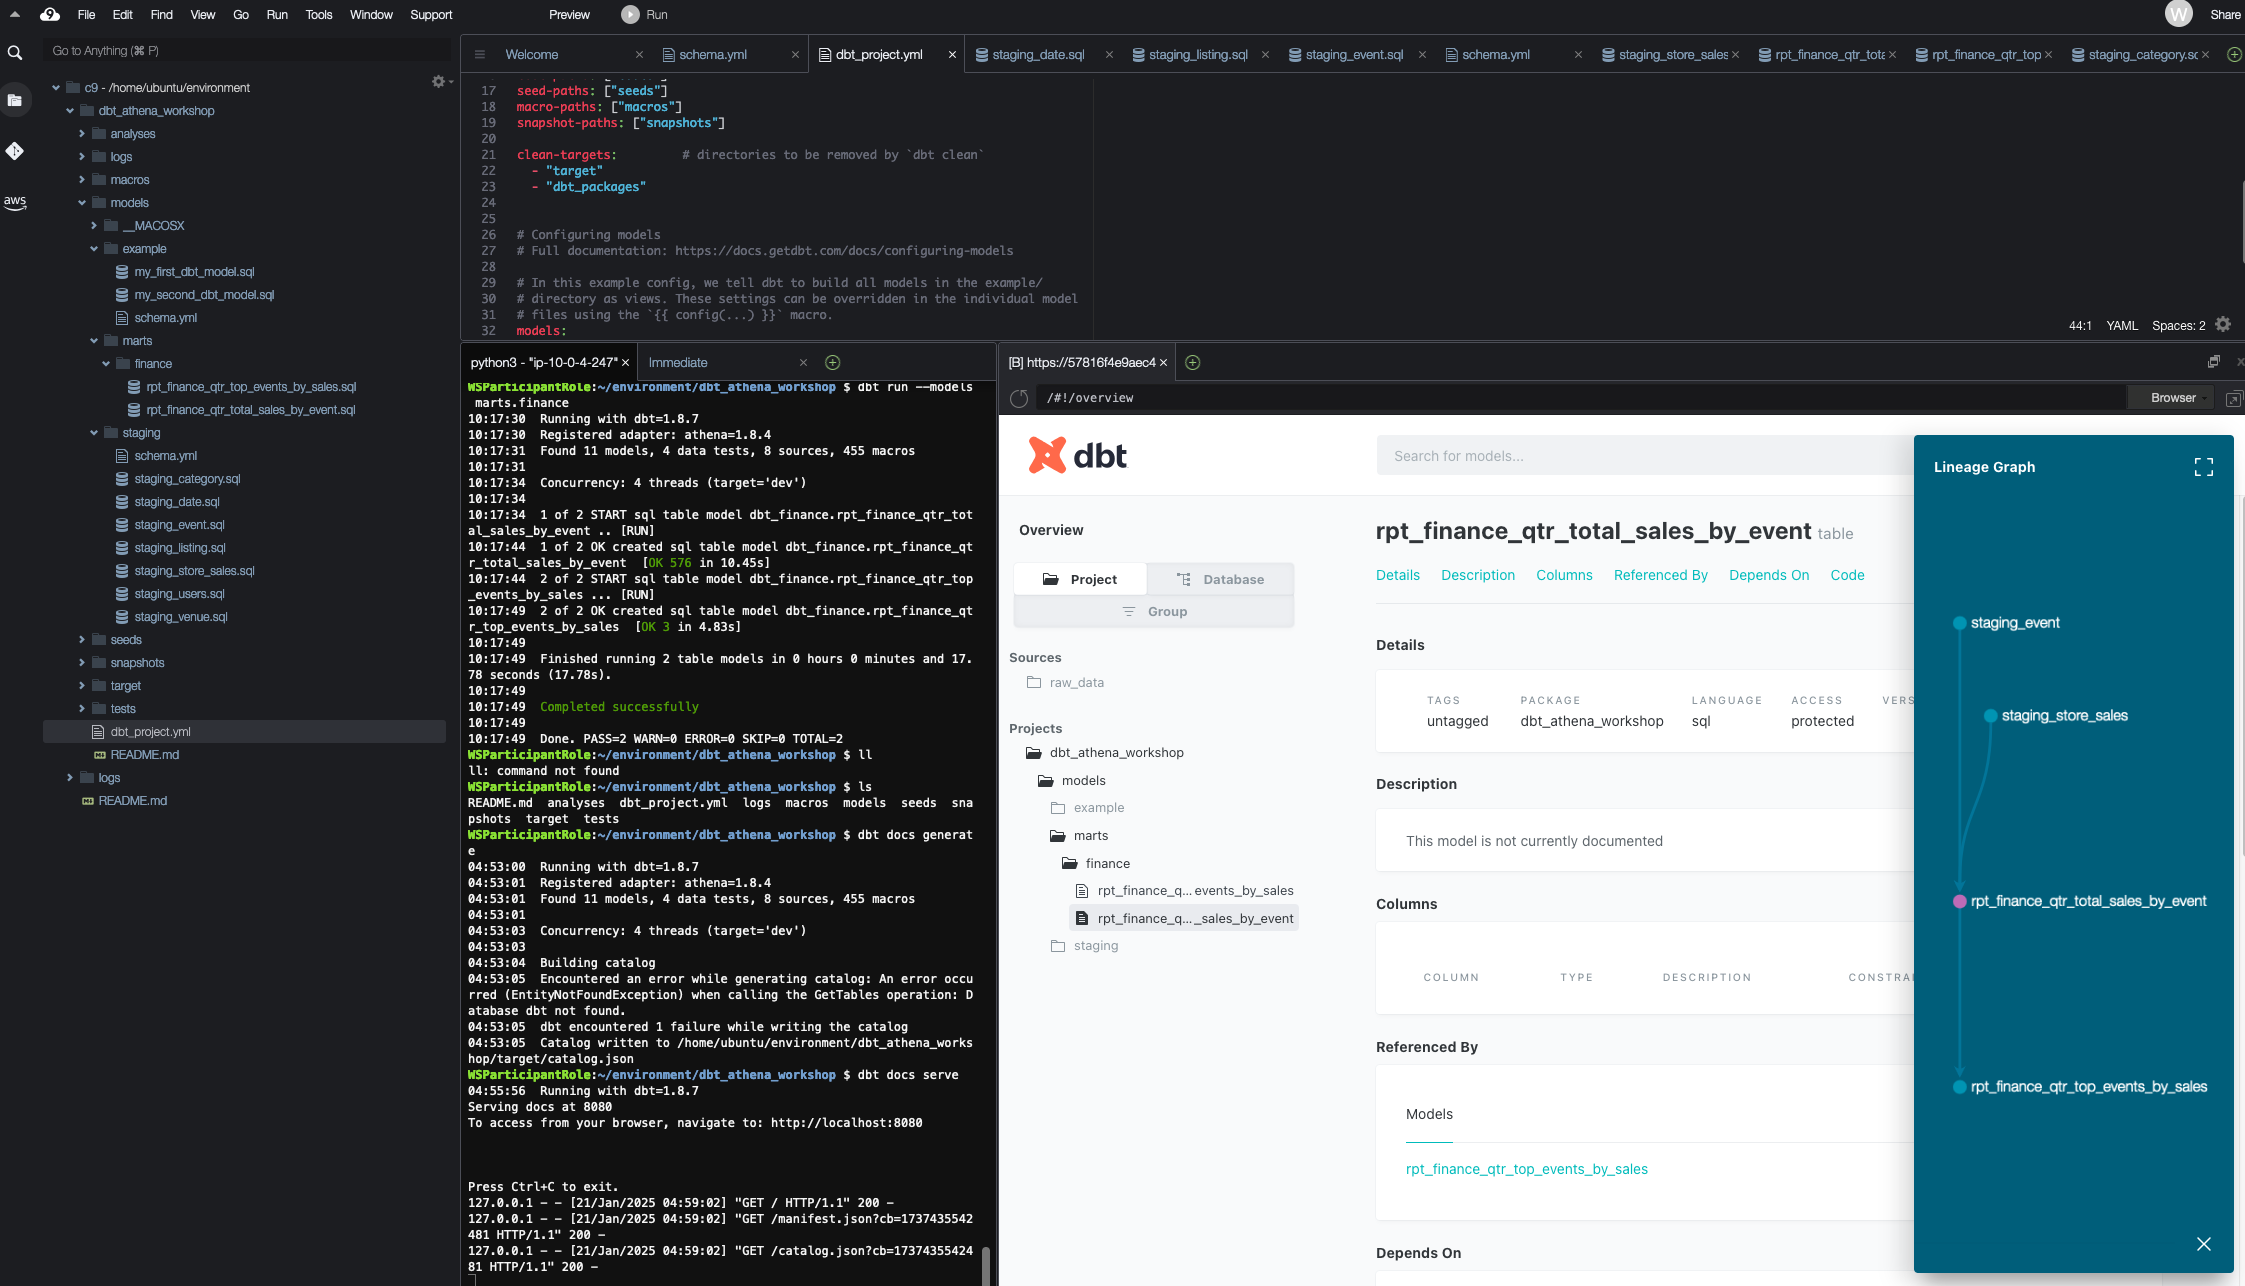 File Edit Find View Go Run Tools Window Support Preview Run W Share
Go to Anything (⌘ P)
c9 - /home/ubuntu/environment
dbt_athena_workshop
analyses
logs
macros
models
__MACOSX
example
my_first_dbt_model.sql
my_second_dbt_model.sql
schema.yml
marts
finance
rpt_finance_qtr_top_events_by_sales.sql
rpt_finance_qtr_total_sales_by_event.sql
staging
schema.yml
staging_category.sql
staging_date.sql
staging_event.sql
staging_listing.sql
staging_store_sales.sql
staging_users.sql
staging_venue.sql
seeds
snapshots
target
tests
dbt_project.yml
README.md
logs
README.md
aws
Welcome schema.yml dbt_project.yml staging_date.sql staging_listing.sql staging_event.sql schema.yml staging_store_sales rpt_finance_qtr_tota rpt_finance_qtr_top staging_category.sc
17 seed-paths: ["seeds"]
18 macro-paths: ["macros"]
19 snapshot-paths: ["snapshots"]
20
21 clean-targets: # directories to be removed by `dbt clean`
22 - "target"
23 - "dbt_packages"
24
25
26 # Configuring models
27 # Full documentation: https://docs.getdbt.com/docs/configuring-models
28
29 # In this example config, we tell dbt to build all models in the example/
30 # directory as views. These settings can be overridden in the individual model
31 # files using the `{{ config(...) }}` macro.
32 models:
44:1 YAML Spaces: 2
python3 - "ip-10-0-4-247" Immediate
WSParticipantRole:~/environment/dbt_athena_workshop $ dbt run --models
marts.finance
10:17:30 Running with dbt=1.8.7
10:17:30 Registered adapter: athena=1.8.4
10:17:31 Found 11 models, 4 data tests, 8 sources, 455 macros
10:17:31
10:17:34 Concurrency: 4 threads (target='dev')
10:17:34
10:17:34 1 of 2 START sql table model dbt_finance.rpt_finance_qtr_tot
al_sales_by_event .. [RUN]
10:17:44 1 of 2 OK created sql table model dbt_finance.rpt_finance_qt
r_total_sales_by_event [OK 576 in 10.45s]
10:17:44 2 of 2 START sql table model dbt_finance.rpt_finance_qtr_top
_events_by_sales ... [RUN]
10:17:49 2 of 2 OK created sql table model dbt_finance.rpt_finance_qt
r_top_events_by_sales [OK 3 in 4.83s]
10:17:49
10:17:49 Finished running 2 table models in 0 hours 0 minutes and 17.
78 seconds (17.78s).
10:17:49
10:17:49 Completed successfully
10:17:49
10:17:49 Done. PASS=2 WARN=0 ERROR=0 SKIP=0 TOTAL=2
WSParticipantRole:~/environment/dbt_athena_workshop $ ll
ll: command not found
WSParticipantRole:~/environment/dbt_athena_workshop $ ls
README.md analyses dbt_project.yml logs macros models seeds sna
pshots target tests
WSParticipantRole:~/environment/dbt_athena_workshop $ dbt docs generat
e
04:53:00 Running with dbt=1.8.7
04:53:01 Registered adapter: athena=1.8.4
04:53:01 Found 11 models, 4 data tests, 8 sources, 455 macros
04:53:01
04:53:03 Concurrency: 4 threads (target='dev')
04:53:03
04:53:04 Building catalog
04:53:05 Encountered an error while generating catalog: An error occu
rred (EntityNotFoundException) when calling the GetTables operation: D
atabase dbt not found.
04:53:05 dbt encountered 1 failure while writing the catalog
04:53:05 Catalog written to /home/ubuntu/environment/dbt_athena_works
hop/target/catalog.json
WSParticipantRole:~/environment/dbt_athena_workshop $ dbt docs serve
04:55:56 Running with dbt=1.8.7
Serving docs at 8080
To access from your browser, navigate to: http://localhost:8080
Press Ctrl+C to exit.
127.0.0.1 - - [21/Jan/2025 04:59:02] "GET / HTTP/1.1" 200 -
127.0.0.1 - - [21/Jan/2025 04:59:02] "GET /manifest.json?cb=1737435542
481 HTTP/1.1" 200 -
127.0.0.1 - - [21/Jan/2025 04:59:02] "GET /catalog.json?cb=17374355424
81 HTTP/1.1" 200 -
[B] https://57816f4e9aec4
/#!/overview Browser
dbt
Search for models...
Overview
Project Database
Group
Sources
raw_data
Projects
dbt_athena_workshop
models
example
marts
finance
rpt_finance_q... events_by_sales
rpt_finance_q... _sales_by_event
staging
rpt_finance_qtr_total_sales_by_event table
Details Description Columns Referenced By Depends On Code
Details
TAGS PACKAGE LANGUAGE ACCESS VERS
untagged dbt_athena_workshop sql protected
Description
This model is not currently documented
Columns
COLUMN TYPE DESCRIPTION CONSTRAI
Referenced By
Models
rpt_finance_qtr_top_events_by_sales
Depends On
Lineage Graph
staging_event
staging_store_sales
rpt_finance_qtr_total_sales_by_event
rpt_finance_qtr_top_events_by_sales